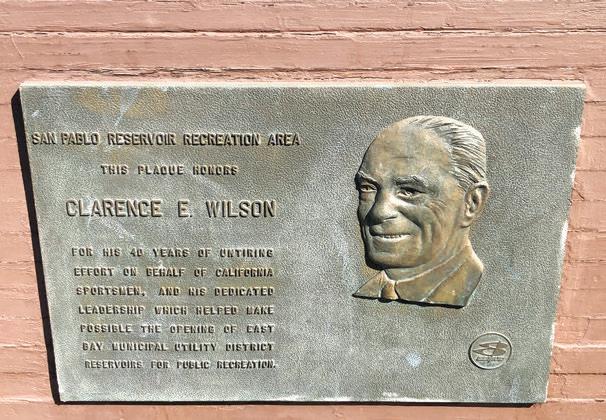 SAN PABLO RESERVOIR RECREATION AREA
THIS PLAQUE HONORS
CLARENCE E. WILSON
FOR HIS 40 YEARS OF UNTIRING
EFFORT ON BEHALF OF CALIFORNIA
SPORTSMEN, AND HIS DEDICATED
LEADERSHIP WHICH HELPED MAKE
POSSIBLE THE OPENING OF EAST
BAY MUNICIPAL UTILITY DISTRICT
RESERVOIRS FOR PUBLIC RECREATION.